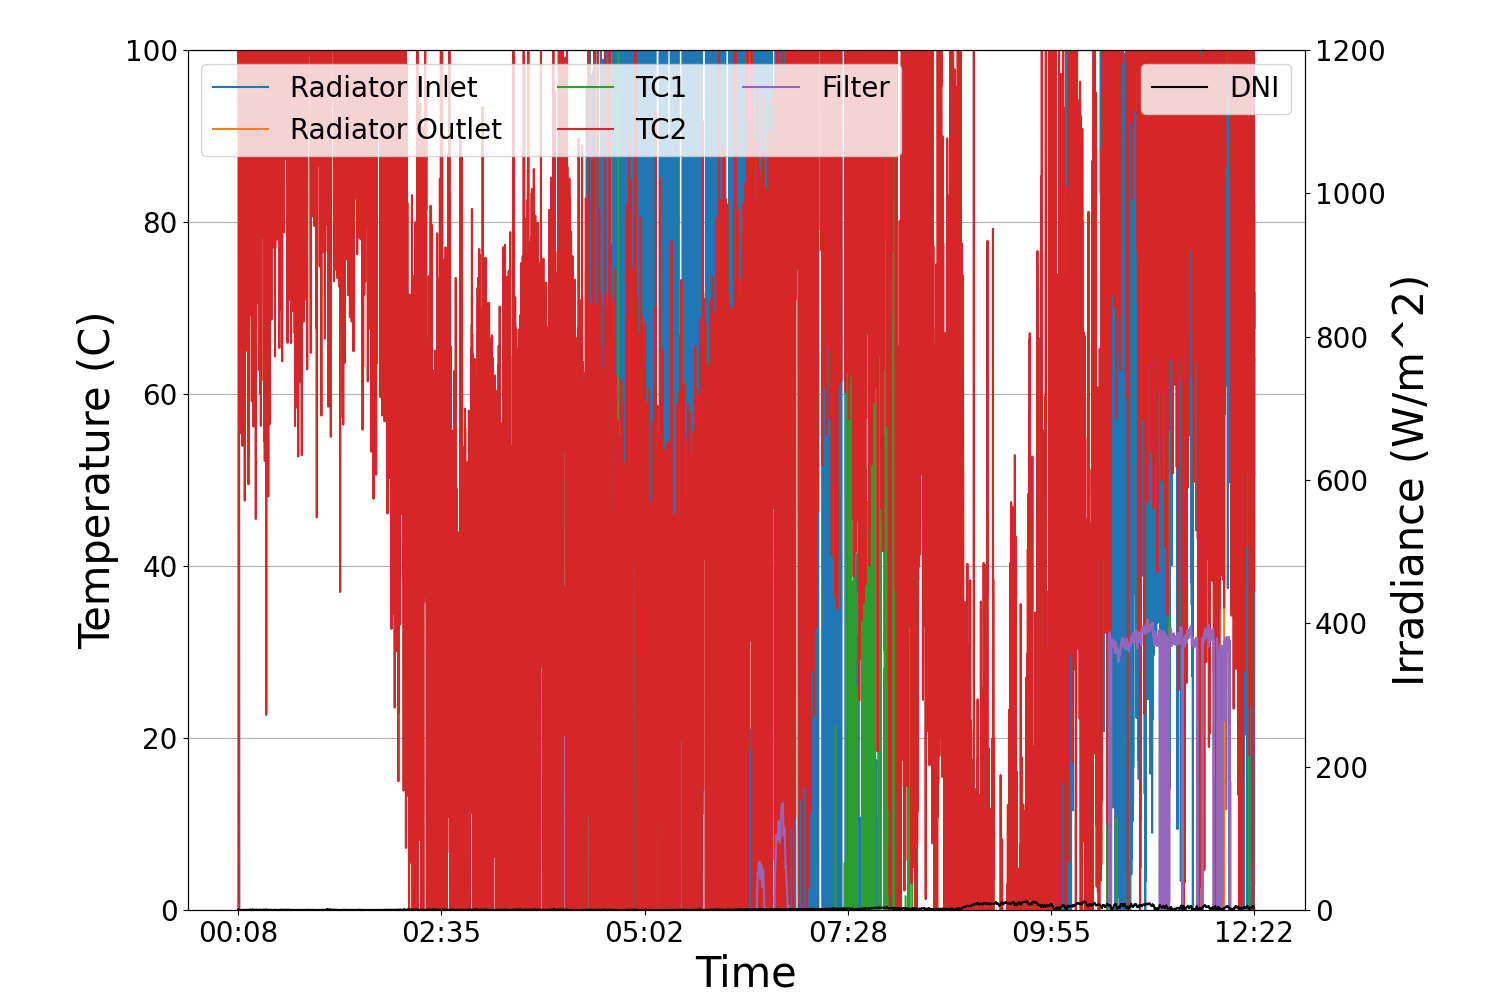 100
80
60
40
20
0
Temperature (C)
Radiator Inlet
Radiator Outlet
TC1
TC2
Filter
DNI
1200
1000
800
600
400
200
0
Irradiance (W/m^2)
00:08 02:35 05:02 07:28 09:55 12:22
Time